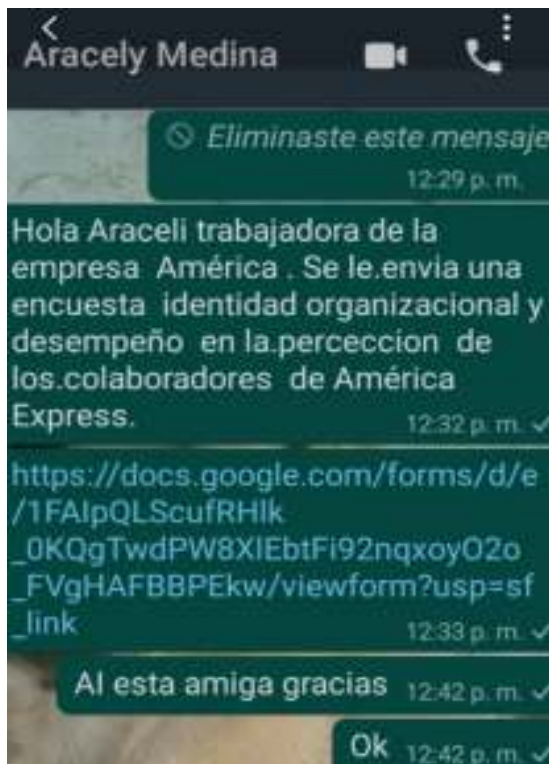 Aracely Medina
Eliminaste este mensaje
12:29 p. m.
Hola Araceli trabajadora de la
empresa América . Se le.envia una
encuesta identidad organizacional y
desempeño en la.perceccion de
los.colaboradores de América
Express.
12:32 p. m.
https://docs.google.com/forms/d/e
/1FAIpQLScufRHlk
_0KQgTwdPW8XIEbtFi92nqxoyO2o
_FVgHAFBBPEkw/viewform?usp=sf
_link
12:33 p. m.
Al esta amiga gracias 12:42 p. m.
Ok 12:42 p. m.